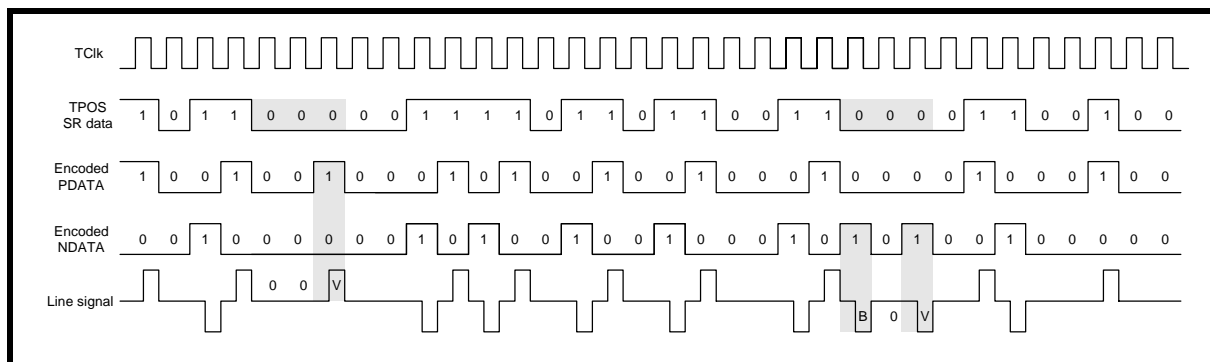 TClk
TPOS
SR data
1 0 1 1 0 0 0 0 0 1 1 1 1 0 1 1 0 1 1 0 0 1 1 0 0 0 0 1 1 0 0 1 0 0
Encoded
PDATA
1 0 0 1 0 0 1 0 0 0 1 0 1 0 0 1 0 0 1 0 0 0 1 0 0 0 0 1 0 0 0 1 0 0
Encoded
NDATA
0 0 1 0 0 0 0 0 0 1 0 1 0 0 1 0 0 1 0 0 0 1 0 1 0 1 0 0 1 0 0 0 0 0
Line signal
0 0 V
B 0 V